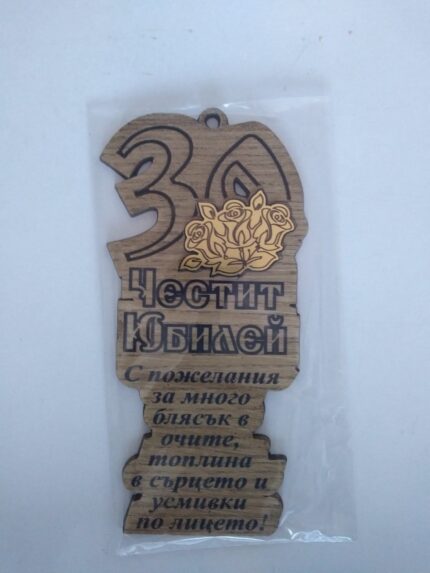 30
Честит
Юбилей
С пожелания
за много
блясък в
очите,
топлина
в сърцето и
усмивки
по лицето!